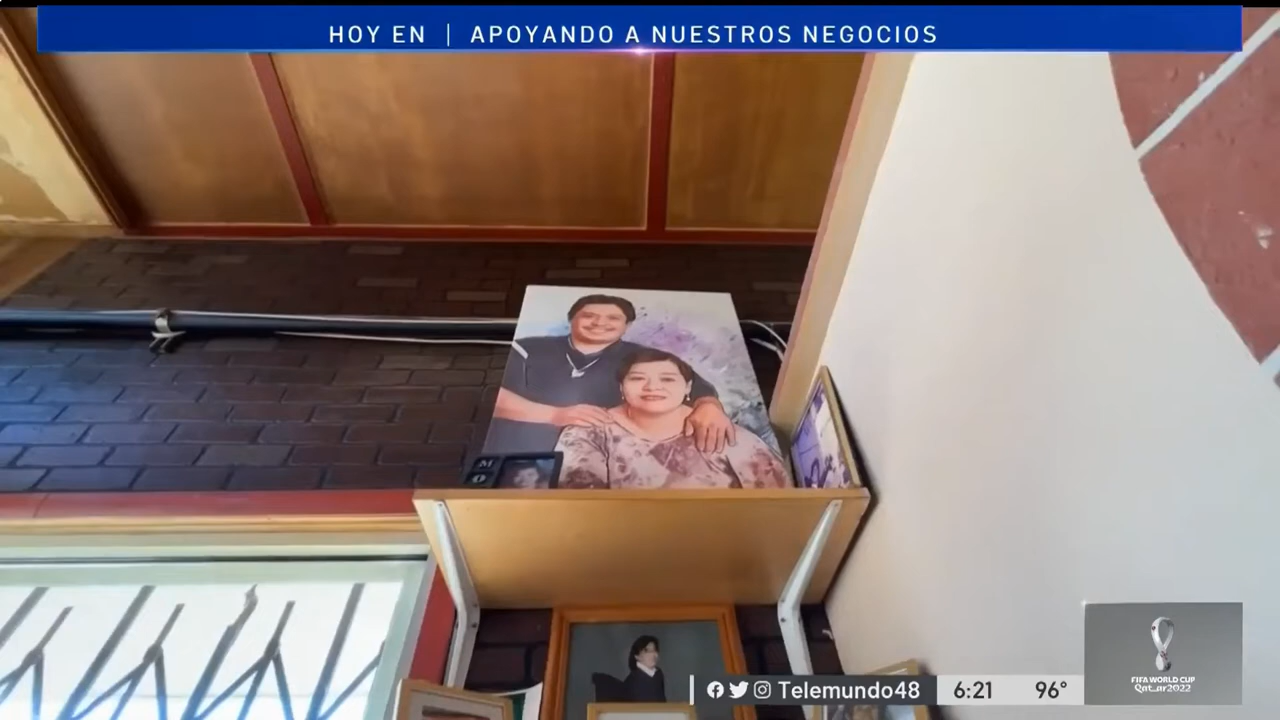 HOY EN | APOYANDO A NUESTROS NEGOCIOS
M
O
Telemundo48 6:21 96°
FIFA WORLD CUP
Qatar2022